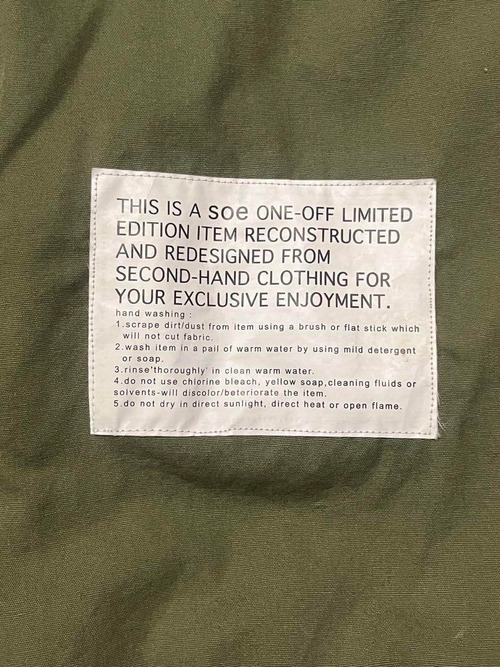 THIS IS A soe ONE-OFF LIMITED
EDITION ITEM RECONSTRUCTED
AND REDESIGNED FROM
SECOND-HAND CLOTHING FOR
YOUR EXCLUSIVE ENJOYMENT.
hand washing :
1.scrape dirt/dust from item using a brush or flat stick which
will not cut fabric.
2.wash item in a pail of warm water by using mild detergent
or soap.
3.rinse'thoroughly' in clean warm water.
4.do not use chlorine bleach, yellow soap,cleaning fluids or
solvents-will discolor/beteriorate the item.
5.do not dry in direct sunlight, direct heat or open flame.